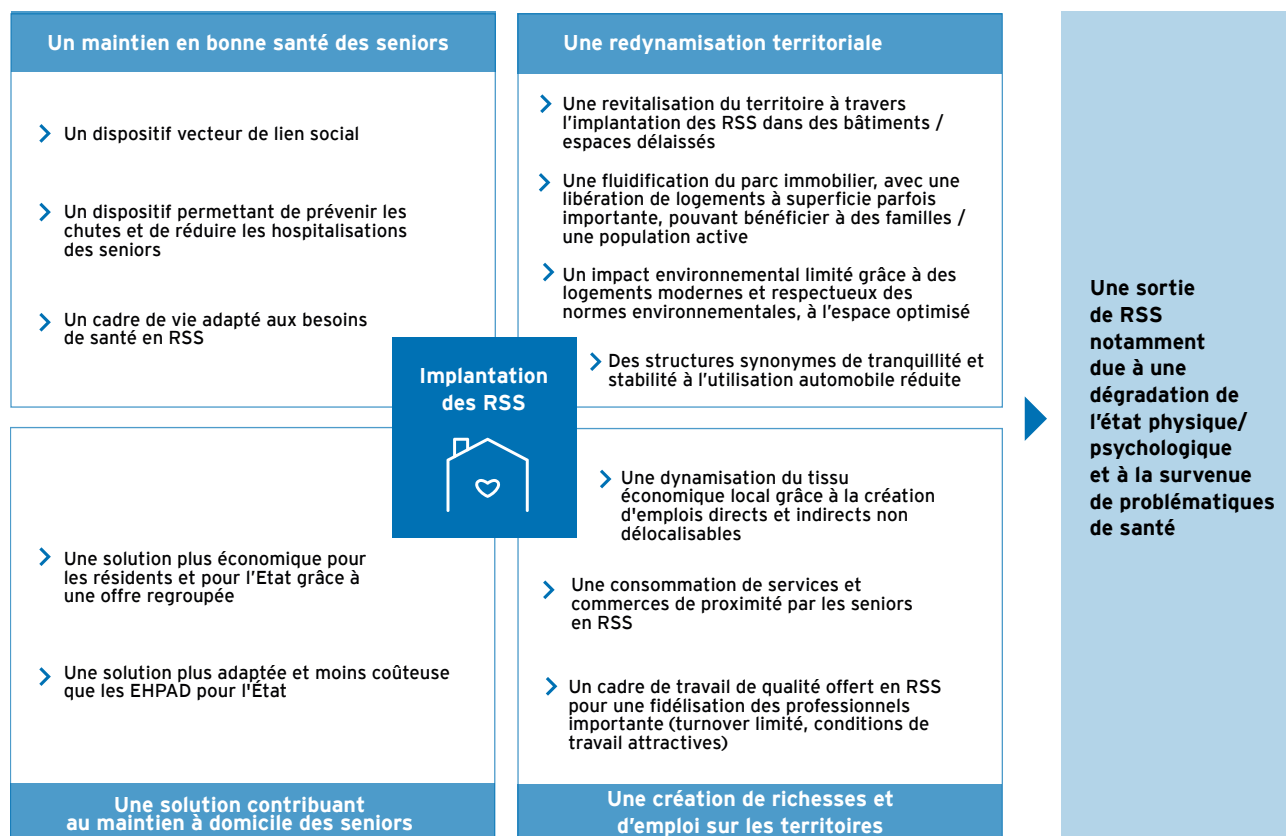 Un maintien en bonne santé des seniors
Un dispositif vecteur de lien social
Un dispositif permettant de prévenir les
chutes et de réduire les hospitalisations
des seniors
Un cadre de vie adapté aux besoins
de santé en RSS
Une redynamisation territoriale
Une revitalisation du territoire à travers
l'implantation des RSS dans des bâtiments /
espaces délaissés
Une fluidification du parc immobilier, avec une
libération de logements à superficie parfois
importante, pouvant bénéficier à des familles /
une population active
Un impact environnemental limité grâce à des
logements modernes et respectueux des
normes environnementales, à l'espace optimisé
Des structures synonymes de tranquillité et
stabilité à l'utilisation automobile réduite
Implantation
des RSS
Une solution plus économique pour
les résidents et pour l'Etat grâce à
une offre regroupée
Une solution plus adaptée et moins coûteuse
que les EHPAD pour l'État
Une solution contribuant
au maintien à domicile des seniors
Une dynamisation du tissu
économique local grâce à la création
d'emplois directs et indirects non
délocalisables
Une consommation de services et
commerces de proximité par les seniors
en RSS
Un cadre de travail de qualité offert en RSS
pour une fidélisation des professionnels
importante (turnover limité, conditions de
travail attractives)
Une création de richesses et
d'emploi sur les territoires
Une sortie
de RSS
notamment
due à une
dégradation de
l'état physique/
psychologique
et à la survenue
de problématiques
de santé